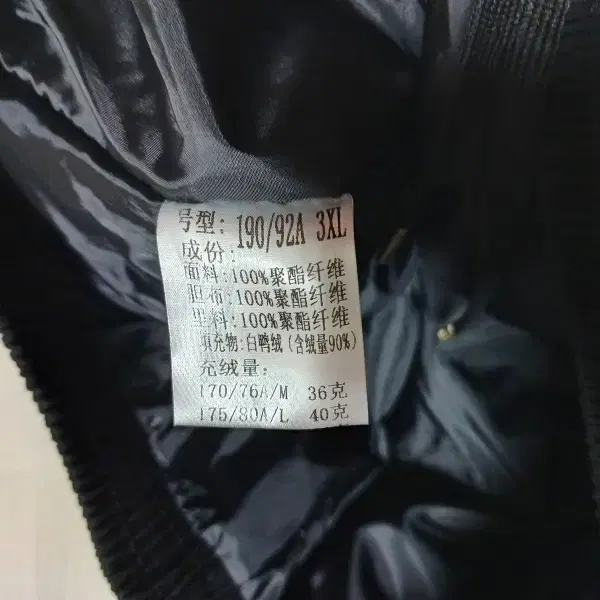 号型: 190/92A 3XL
成份:
面料:100%聚酯纤维
胆布:100%聚酯纤维
里料:100%聚酯纤维
填充物:白鸭绒(含绒量90%)
充绒量:
170/76A/M 36克
175/80A/L 40克